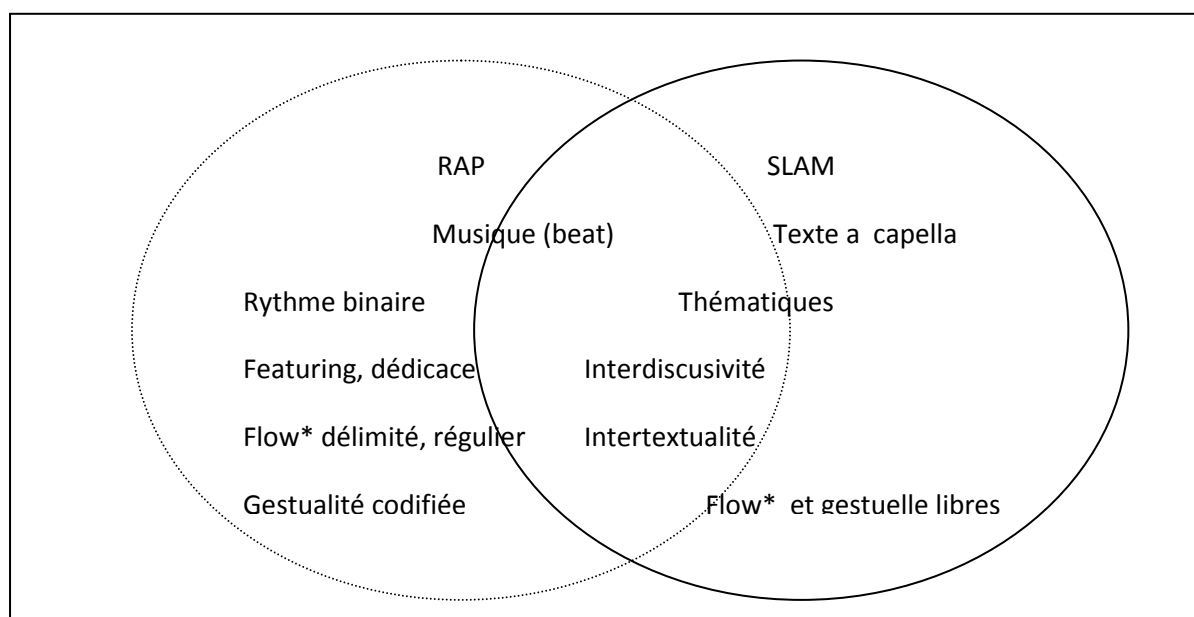 RAP SLAM
Musique (beat) Texte a capella
Rythme binaire Thématiques
Featuring, dédicace Interdiscusivité
Flow* délimité, régulier Intertextualité
Gestualité codifiée Flow* et gestuelle libres